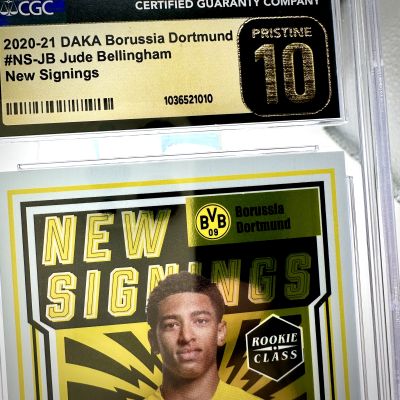 CGC
CERTIFIED GUARANTY COMPANY
2020-21 DAKA Borussia Dortmund
#NS-JB Jude Bellingham
New Signings
1036521010
PRISTINE
10
NEW
SIGNINGS
BVB
09
Borussia
Dortmund
ROOKIE
CLASS